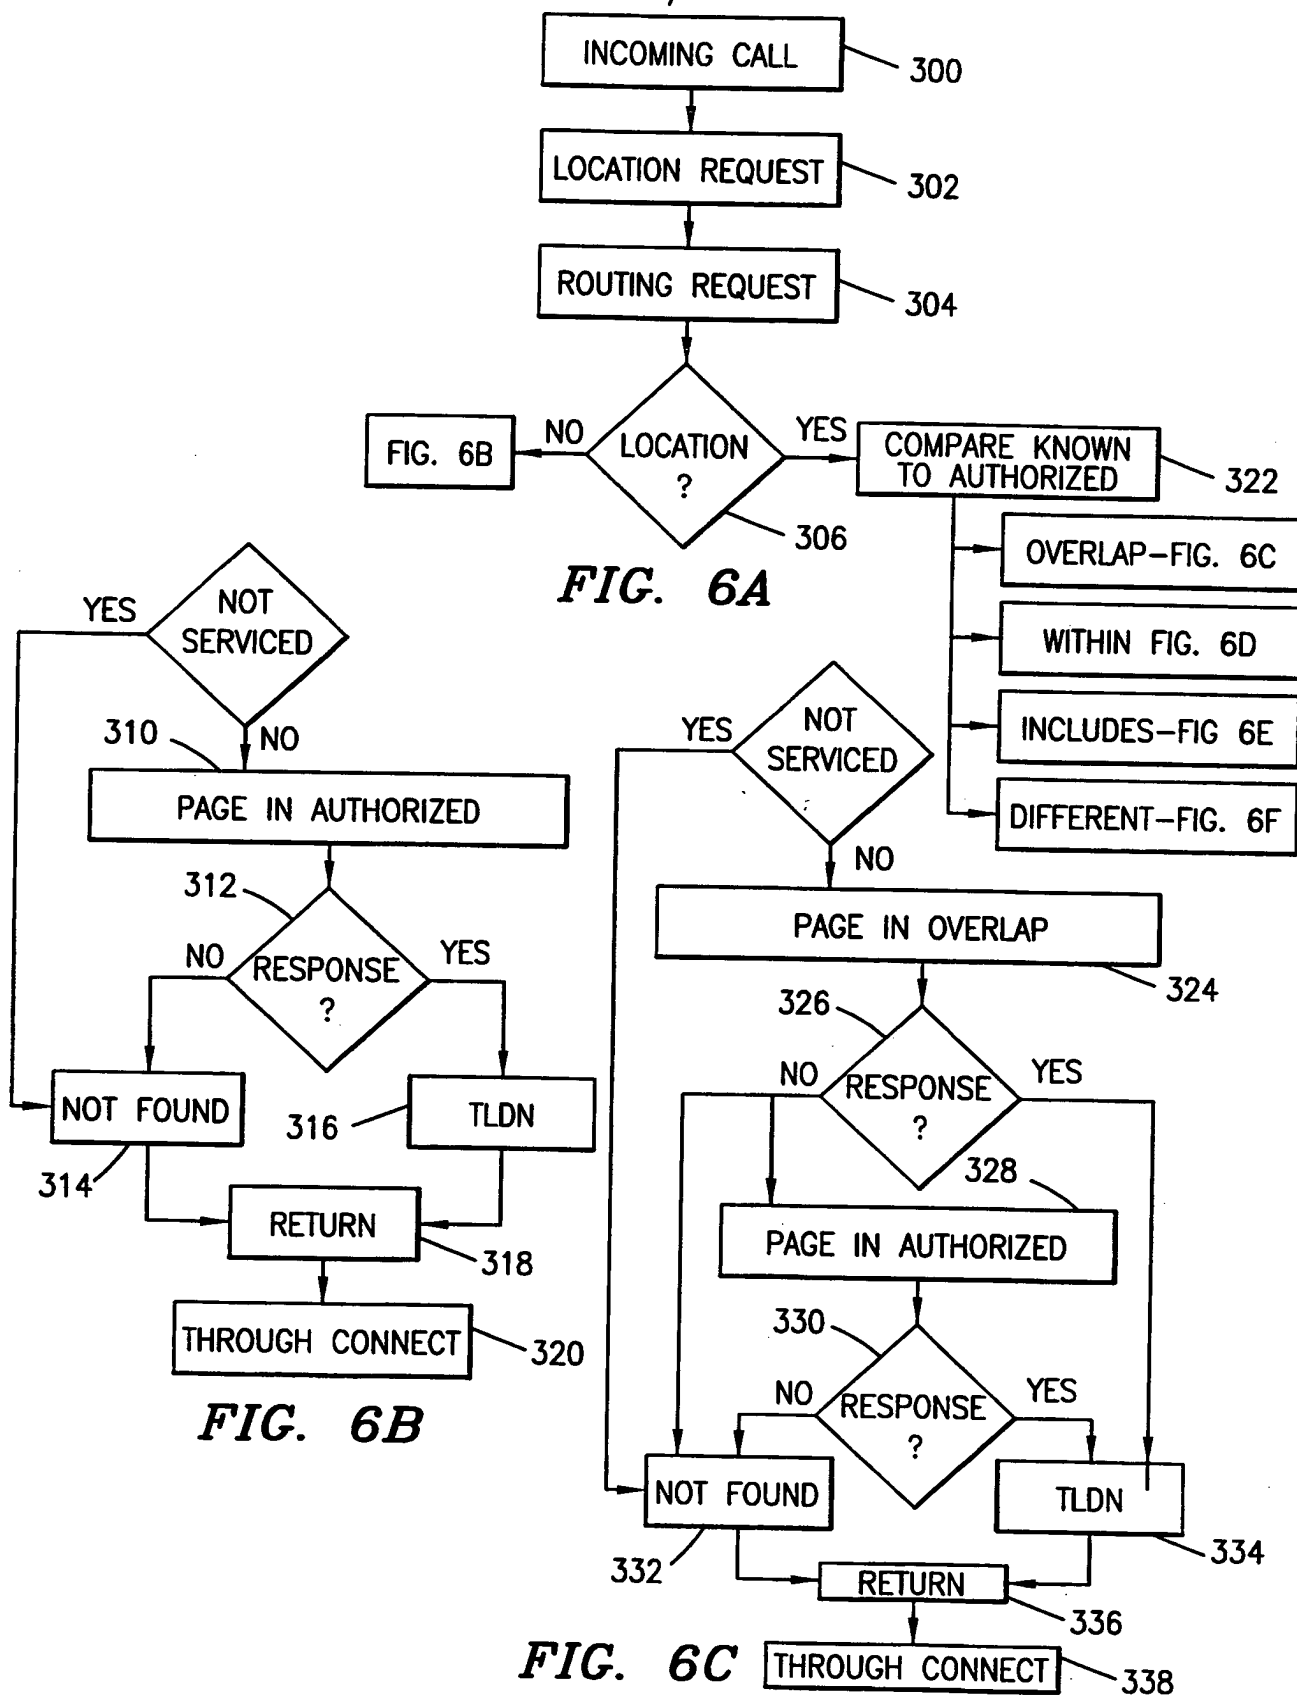 INCOMING CALL
300
LOCATION REQUEST
302
ROUTING REQUEST
304
LOCATION
?
306
NO
FIG. 6B
YES
COMPARE KNOWN
TO AUTHORIZED
322
OVERLAP-FIG. 6C
WITHIN FIG. 6D
INCLUDES-FIG 6E
DIFFERENT-FIG. 6F
FIG. 6A
NOT
SERVICED
YES
NO
310
PAGE IN AUTHORIZED
312
RESPONSE
?
NO
YES
NOT FOUND
314
316
TLDN
RETURN
318
THROUGH CONNECT
320
FIG. 6B
NOT
SERVICED
YES
NO
PAGE IN OVERLAP
324
326
RESPONSE
?
NO
YES
328
PAGE IN AUTHORIZED
330
RESPONSE
?
NO
YES
NOT FOUND
332
TLDN
334
RETURN
336
THROUGH CONNECT
338
FIG. 6C